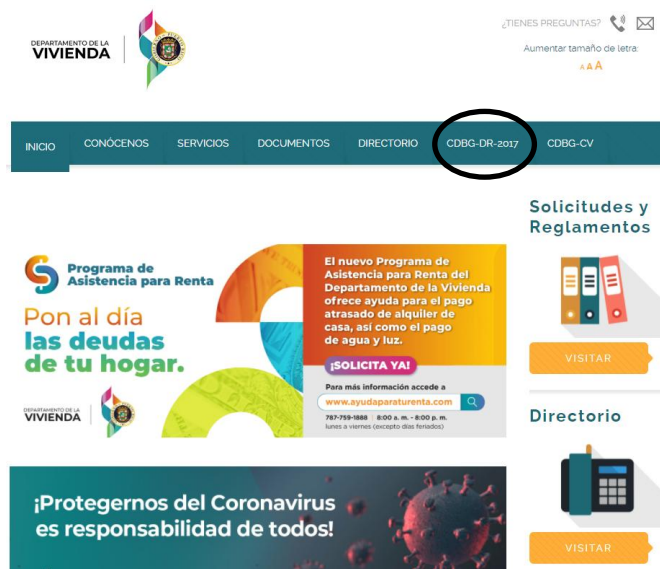 ¿TIENES PREGUNTAS?
DEPARTAMENTO DE LA
VIVIENDA
Aumentar tamaño de letra:
A A A
INICIO CONÓCENOS SERVICIOS DOCUMENTOS DIRECTORIO CDBG-DR-2017 CDBG-CV
Solicitudes y
Reglamentos
VISITAR
Programa de
Asistencia para Renta
Pon al día
las deudas
de tu hogar.
DEPARTAMENTO DE LA
VIVIENDA
El nuevo Programa de
Asistencia para Renta del
Departamento de la Vivienda
ofrece ayuda para el pago
atrasado de alquiler de
casa, así como el pago
de agua y luz.
¡SOLICITA YA!
Para más información accede a
www.ayudaparaturenta.com
787-759-1888 | 8:00 a. m. - 8:00 p. m.
lunes a viernes (excepto días feriados)
Directorio
VISITAR
¡Protegernos del Coronavirus
es responsabilidad de todos!